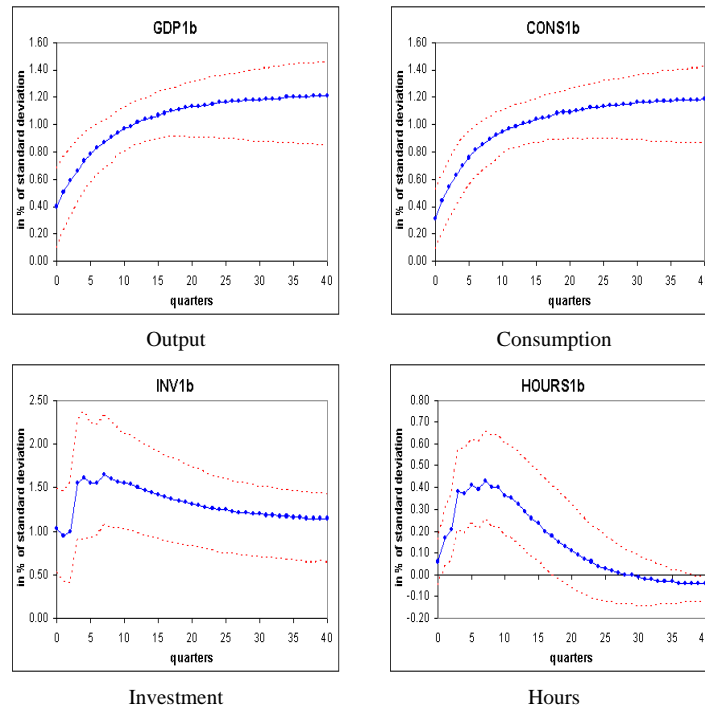 GDP1b
in % of standard deviation
1.60
1.40
1.20
1.00
0.80
0.60
0.40
0.20
0.00
0 5 10 15 20 25 30 35 40
quarters
Output
CONS1b
in % of standard deviation
1.60
1.40
1.20
1.00
0.80
0.60
0.40
0.20
0.00
0 5 10 15 20 25 30 35 40
quarters
Consumption
INV1b
in % of standard deviation
2.50
2.00
1.50
1.00
0.50
0.00
0 5 10 15 20 25 30 35 40
quarters
Investment
HOURS1b
in % of standard deviation
0.80
0.70
0.60
0.50
0.40
0.30
0.20
0.10
0.00
-0.10
-0.20
0 5 10 15 20 25 30 35 40
quarters
Hours